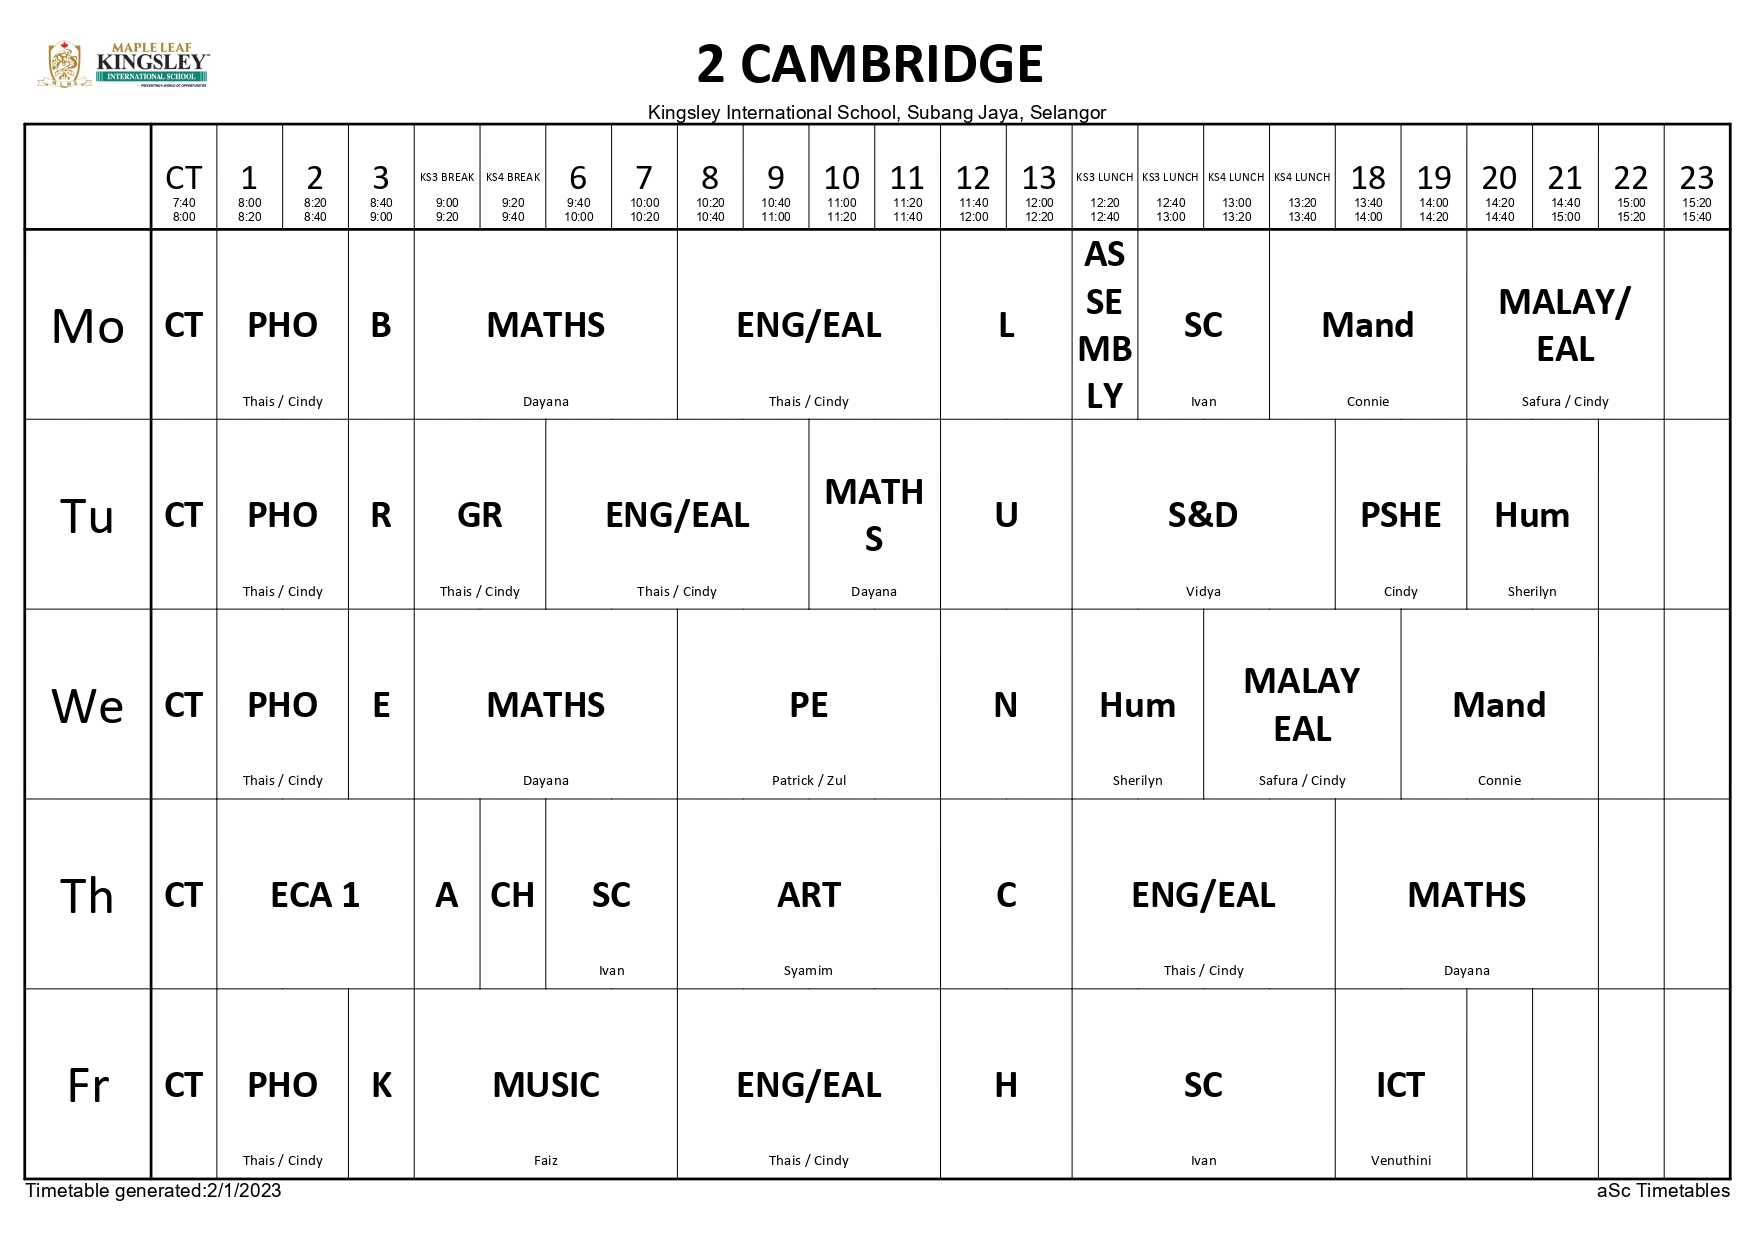 MAPLE LEAF
KINGSLEY
INTERNATIONAL SCHOOL
2 CAMBRIDGE
Kingsley International School, Subang Jaya, Selangor
CT 1 2 3 KS3 BREAK KS4 BREAK 6 7 8 9 10 11 12 13 KS3 LUNCH KS3 LUNCH KS4 LUNCH KS4 LUNCH 18 19 20 21 22 23
7:40 8:00 8:20 8:40 9:00 9:20 9:40 10:00 10:20 10:40 11:00 11:20 11:40 12:00 12:20 12:40 13:00 13:20 13:40 14:00 14:20 14:40 15:00 15:20
8:00 8:20 8:40 9:00 9:20 9:40 10:00 10:20 10:40 11:00 11:20 11:40 12:00 12:20 12:40 13:00 13:20 13:40 14:00 14:20 14:40 15:00 15:20 15:40
Mo CT PHO B MATHS ENG/EAL L AS
SE
MB
LY SC Mand MALAY/
EAL
Thais / Cindy Dayana Thais / Cindy Ivan Connie Safura / Cindy
Tu CT PHO R GR ENG/EAL MATH
S U S&D PSHE Hum
Thais / Cindy Thais / Cindy Thais / Cindy Dayana Vidya Cindy Sherilyn
We CT PHO E MATHS PE N Hum MALAY
EAL Mand
Thais / Cindy Dayana Patrick / Zul Sherilyn Safura / Cindy Connie
Th CT ECA 1 A CH SC ART C ENG/EAL MATHS
Ivan Syamim Thais / Cindy Dayana
Fr CT PHO K MUSIC ENG/EAL H SC ICT
Thais / Cindy Faiz Thais / Cindy Ivan Venuthini
Timetable generated:2/1/2023 aSc Timetables